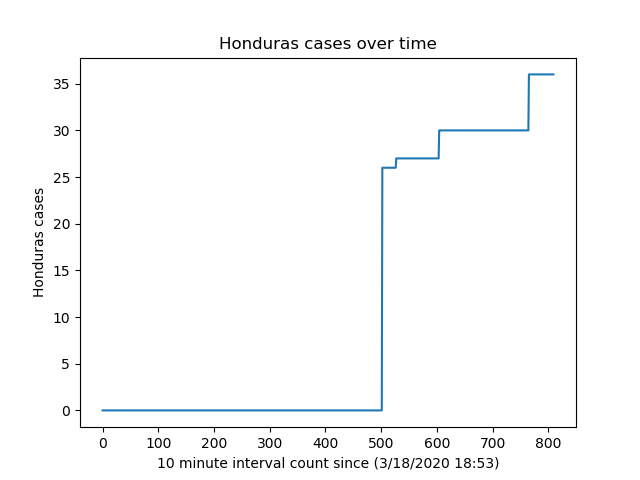 Honduras cases over time
Honduras cases
35
30
25
20
15
10
5
0
0 100 200 300 400 500 600 700 800
10 minute interval count since (3/18/2020 18:53)